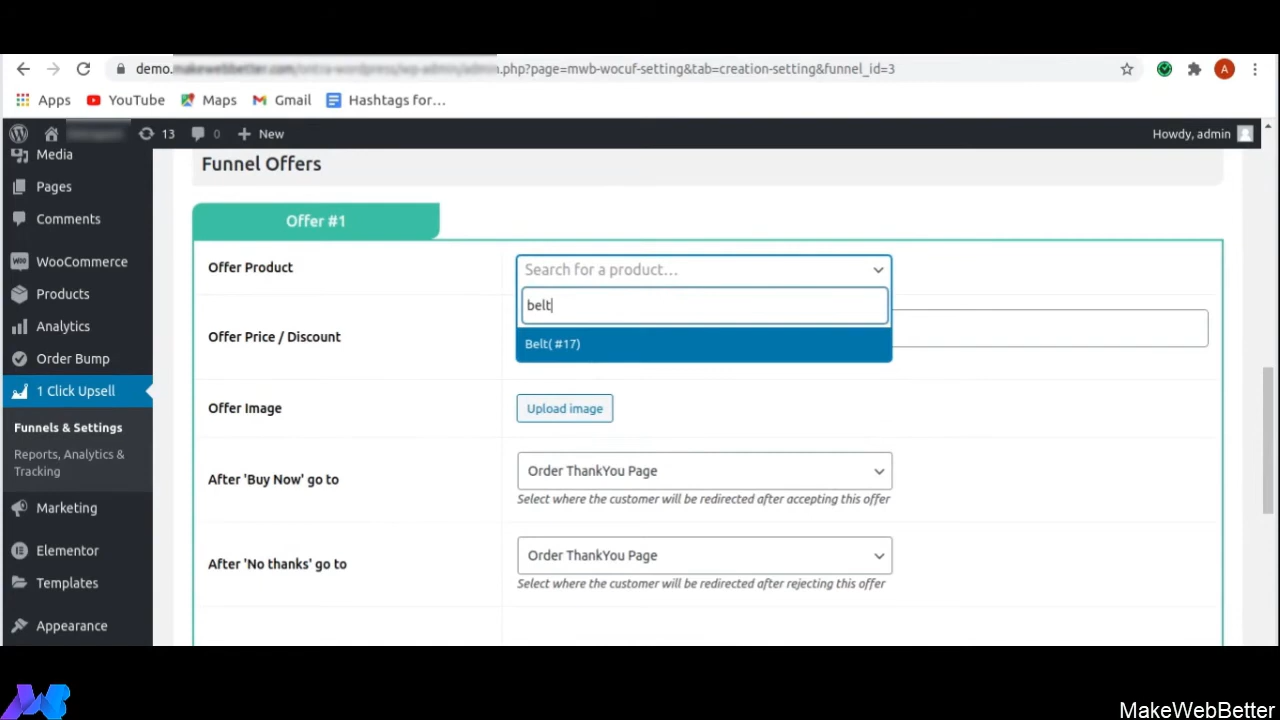 demo. .php?page=mwb-wocuf-setting&tab=creation-setting&funnel_id=3
A
Apps YouTube Maps Gmail Hashtags for...
13 0 New Howdy, admin
Media
Pages
Comments
WooCommerce
Products
Analytics
Order Bump
1 Click Upsell
Funnels & Settings
Reports, Analytics &
Tracking
Marketing
Elementor
Templates
Appearance
Funnel Offers
Offer #1
Offer Product
Search for a product...
belt
Belt( #17)
Offer Price / Discount
Offer Image
Upload image
After 'Buy Now' go to
Order ThankYou Page
Select where the customer will be redirected after accepting this offer
After 'No thanks' go to
Order ThankYou Page
Select where the customer will be redirected after rejecting this offer
MakeWebBetter